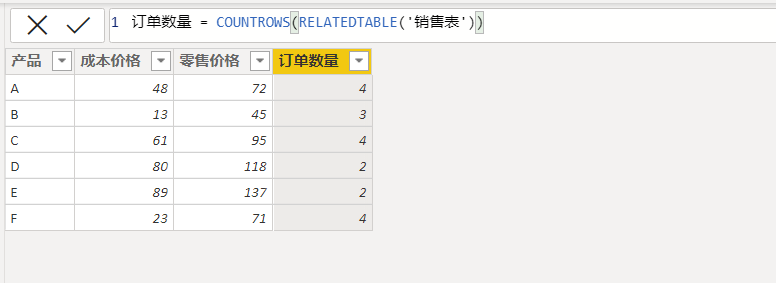 1 订单数量 = COUNTROWS(RELATEDTABLE('销售表'))
产品 成本价格 零售价格 订单数量
A 48 72 4
B 13 45 3
C 61 95 4
D 80 118 2
E 89 137 2
F 23 71 4